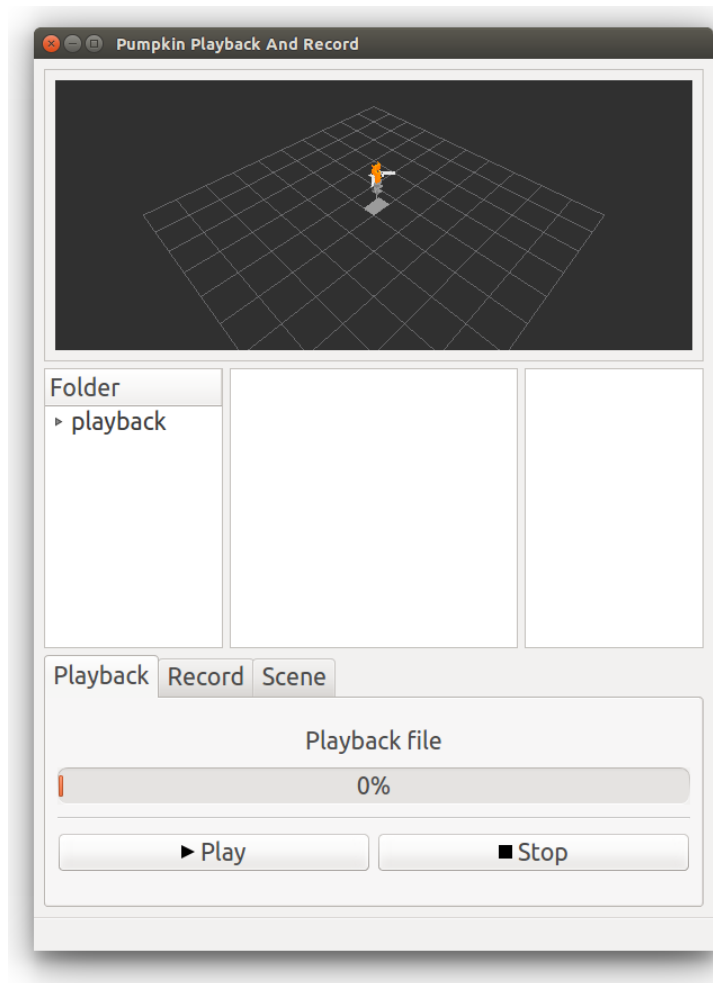 Pumpkin Playback And Record
Folder
playback
Playback Record Scene
Playback file
0%
Play Stop